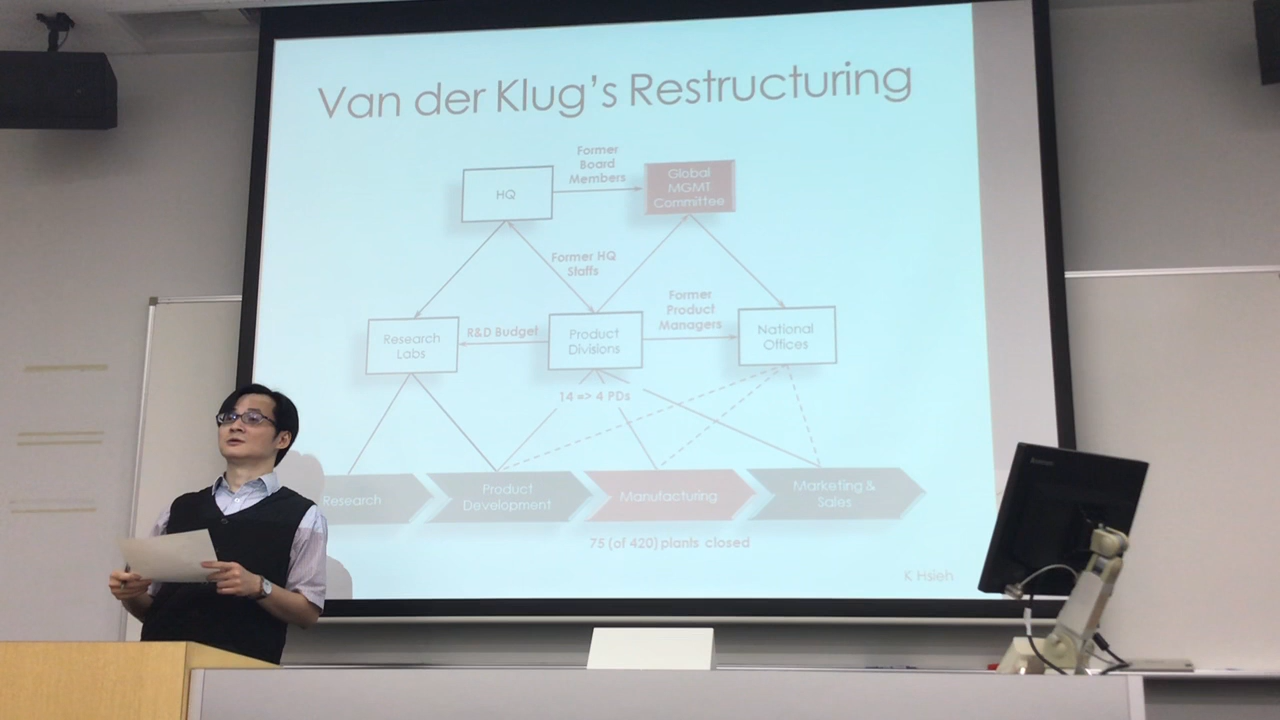 Van der Klug's Restructuring
Former
Board
Members
HQ
Global
MGMT
Committee
Former HQ
Staffs
Former
Product
Managers
Research
Labs
R&D Budget
Product
Divisions
National
Offices
14 => 4 PDs
Research
Product
Development
Manufacturing
Marketing &
Sales
75 (of 420) plants closed
K Hsieh